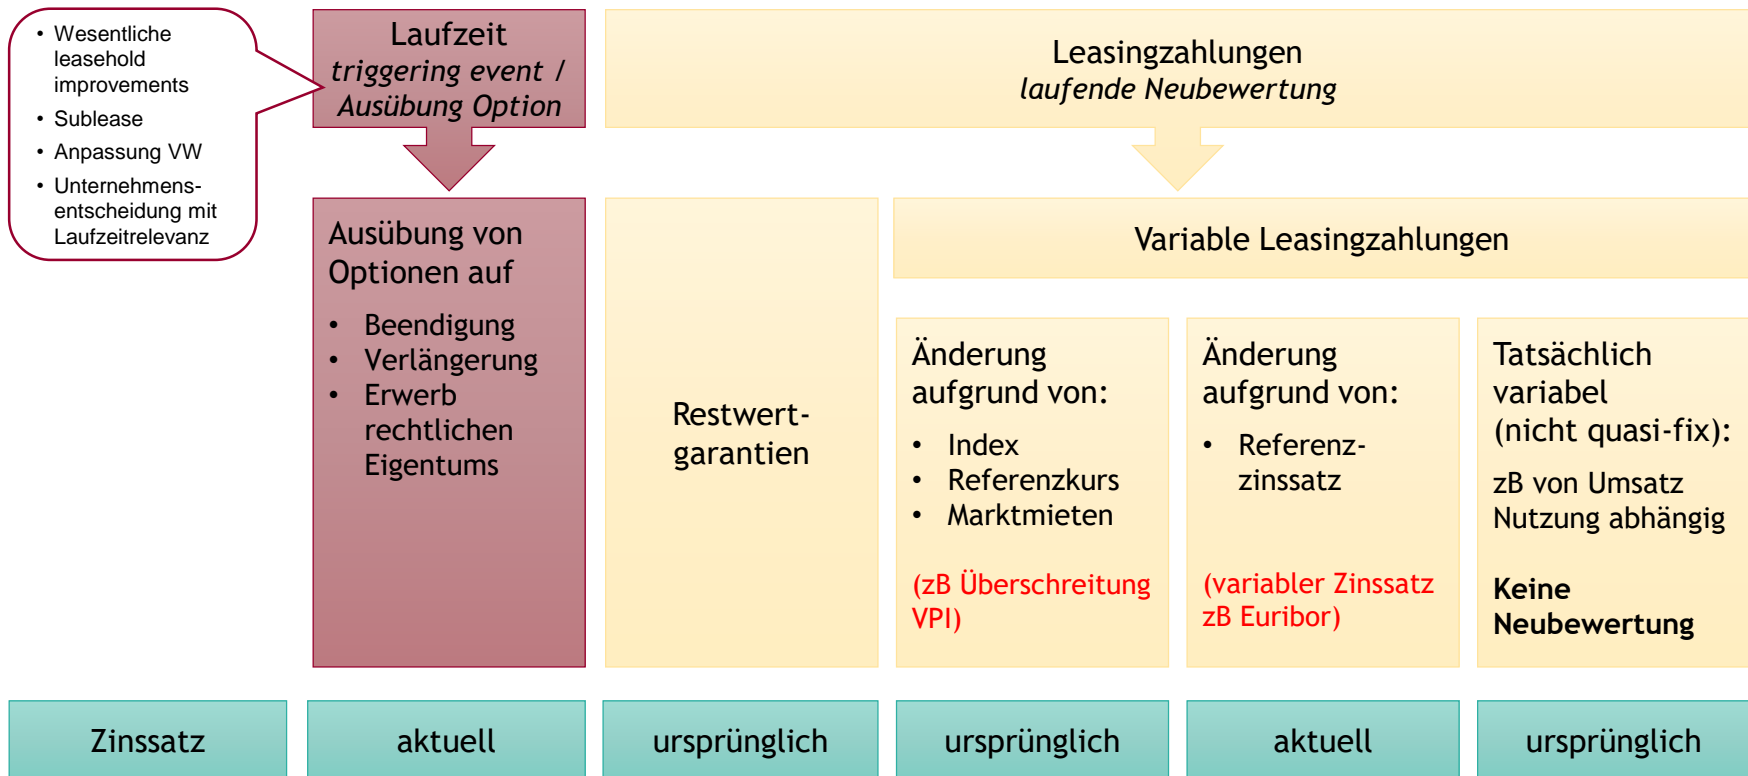 • Wesentliche
leasehold
improvements
• Sublease
• Anpassung VW
• Unternehmens-
entscheidung mit
Laufzeitrelevanz
Laufzeit
triggering event /
Ausübung Option
Leasingzahlungen
laufende Neubewertung
Ausübung von
Optionen auf
• Beendigung
• Verlängerung
• Erwerb
rechtlichen
Eigentums
Restwert-
garantien
Variable Leasingzahlungen
Änderung
aufgrund von:
• Index
• Referenzkurs
• Marktmieten
(zB Überschreitung
VPI)
Änderung
aufgrund von:
• Referenz-
zinssatz
(variabler Zinssatz
zB Euribor)
Tatsächlich
variabel
(nicht quasi-fix):
zB von Umsatz
Nutzung abhängig
Keine
Neubewertung
Zinssatz
aktuell
ursprünglich
ursprünglich
aktuell
ursprünglich